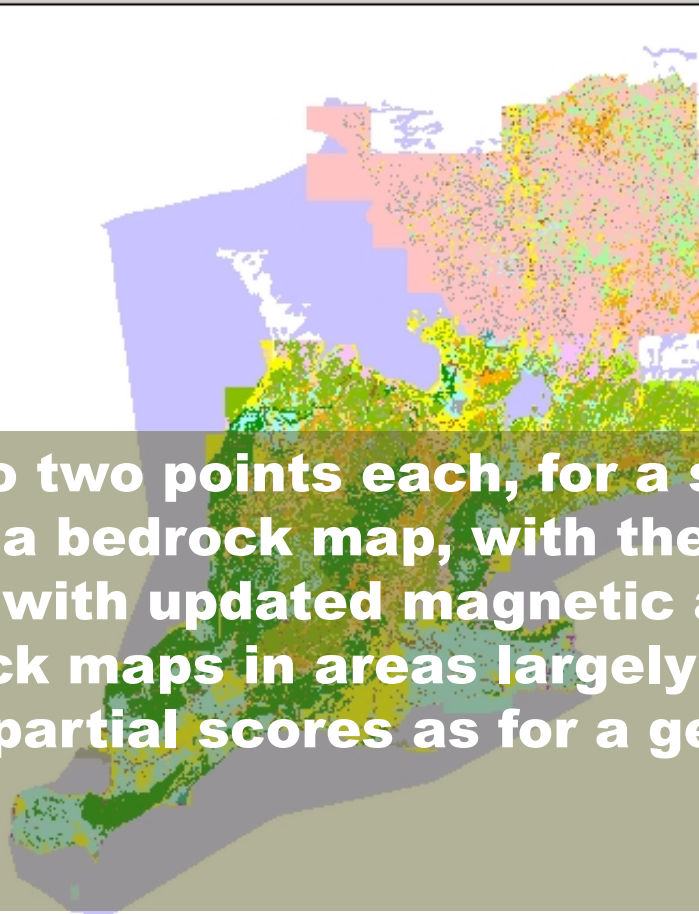 o two points each, for a s
a bedrock map, with the
with updated magnetic a
ck maps in areas largely
partial scores as for a ge